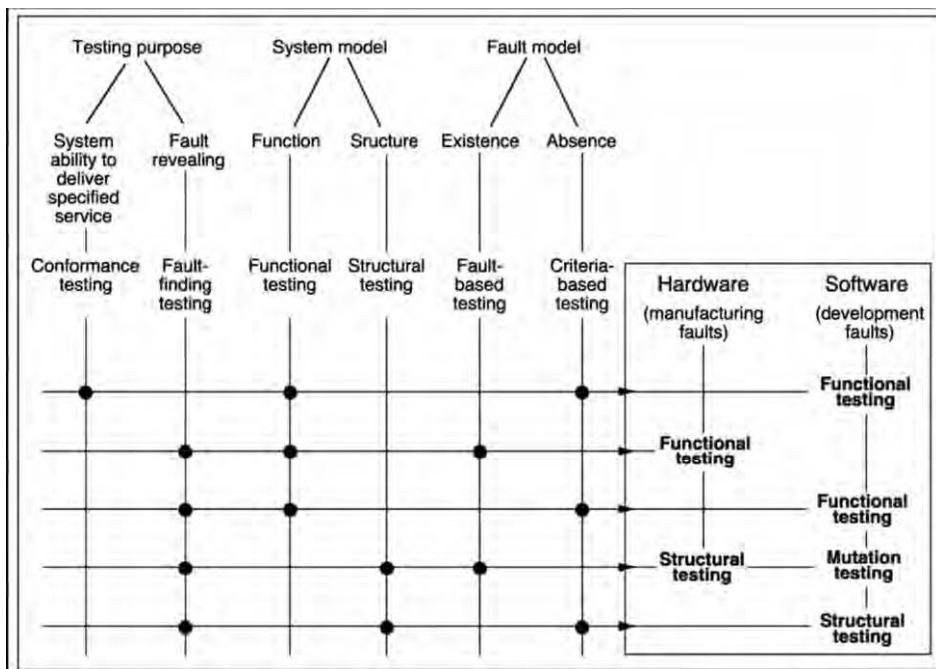 Testing purpose
System model
Fault model
System
ability to
deliver
specified
service
Fault
revealing
Function
Sructure
Existence
Absence
Conformance
testing
Fault-
finding
testing
Functional
testing
Structural
testing
Fault-
based
testing
Criteria-
based
testing
Hardware
(manufacturing
faults)
Software
(development
faults)
Functional
testing
Functional
testing
Functional
testing
Structural
testing
Mutation
testing
Structural
testing